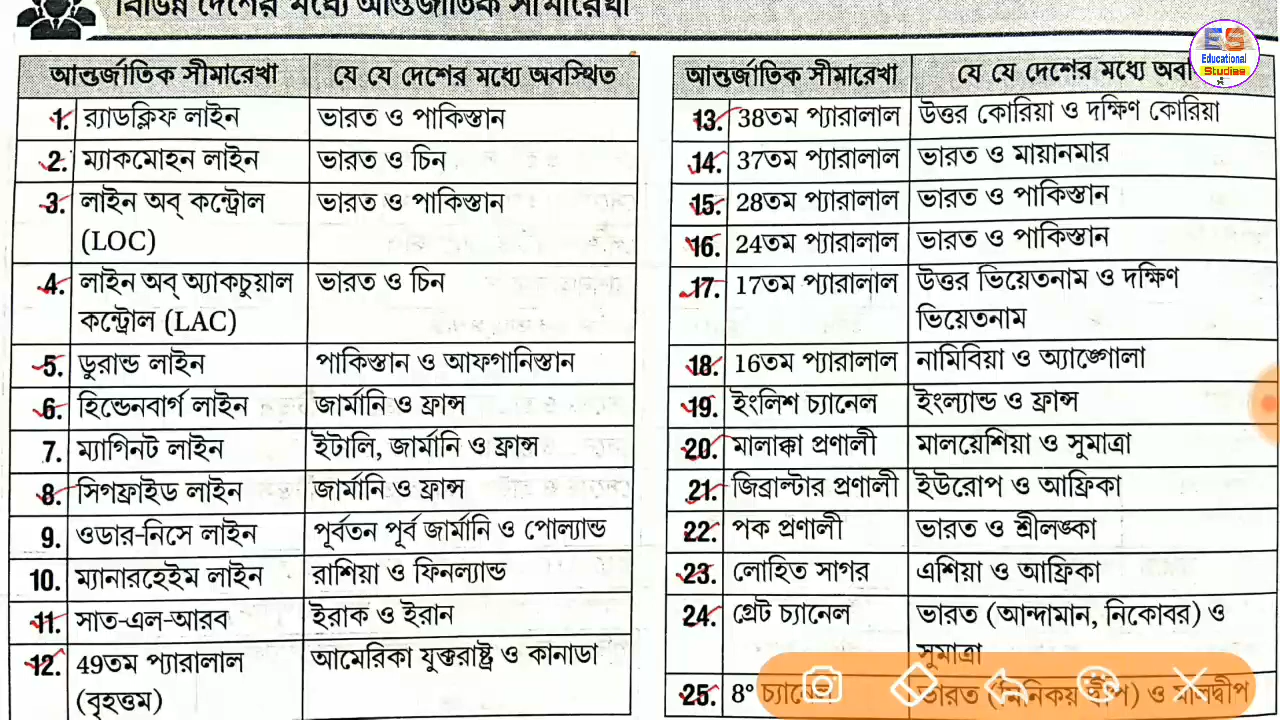 বিভিন্ন দেশের মধ্যে আন্তর্জাতিক সীমারেখা
ES
Educational
Studies
আন্তর্জাতিক সীমারেখা যে যে দেশের মধ্যে অবস্থিত
1. র‍্যাডক্লিফ লাইন ভারত ও পাকিস্তান
2. ম্যাকমোহন লাইন ভারত ও চিন
3. লাইন অব্ কন্ট্রোল ভারত ও পাকিস্তান
(LOC)
4. লাইন অব্ অ্যাকচুয়াল ভারত ও চিন
কন্ট্রোল (LAC)
5. ডুরান্ড লাইন পাকিস্তান ও আফগানিস্তান
6. হিন্ডেনবার্গ লাইন জার্মানি ও ফ্রান্স
7. ম্যাগিনট লাইন ইটালি, জার্মানি ও ফ্রান্স
8. সিগফ্রাইড লাইন জার্মানি ও ফ্রান্স
9. ওডার-নিসে লাইন পূর্বতন পূর্ব জার্মানি ও পোল্যান্ড
10. ম্যানারহেইম লাইন রাশিয়া ও ফিনল্যান্ড
11. সাত-এল-আরব ইরাক ও ইরান
12. 49তম প্যারালাল আমেরিকা যুক্তরাষ্ট্র ও কানাডা
(বৃহত্তম)
আন্তর্জাতিক সীমারেখা যে যে দেশের মধ্যে
13. 38তম প্যারালাল উত্তর কোরিয়া ও দক্ষিণ কোরিয়া
14. 37তম প্যারালাল ভারত ও মায়ানমার
15. 28তম প্যারালাল ভারত ও পাকিস্তান
16. 24তম প্যারালাল ভারত ও পাকিস্তান
17. 17তম প্যারালাল উত্তর ভিয়েতনাম ও দক্ষিণ
ভিয়েতনাম
18. 16তম প্যারালাল নামিবিয়া ও অ্যাঙ্গোলা
19. ইংলিশ চ্যানেল ইংল্যান্ড ও ফ্রান্স
20. মালাক্কা প্রণালী মালয়েশিয়া ও সুমাত্রা
21. জিব্রাল্টার প্রণালী ইউরোপ ও আফ্রিকা
22. পক প্রণালী ভারত ও শ্রীলঙ্কা
23. লোহিত সাগর এশিয়া ও আফ্রিকা
24. গ্রেট চ্যানেল ভারত (আন্দামান, নিকোবর) ও
সুমাত্রা
25. 8° চ্যানেল ভারত (মিনিকয় দ্বীপ) ও মালদ্বীপ